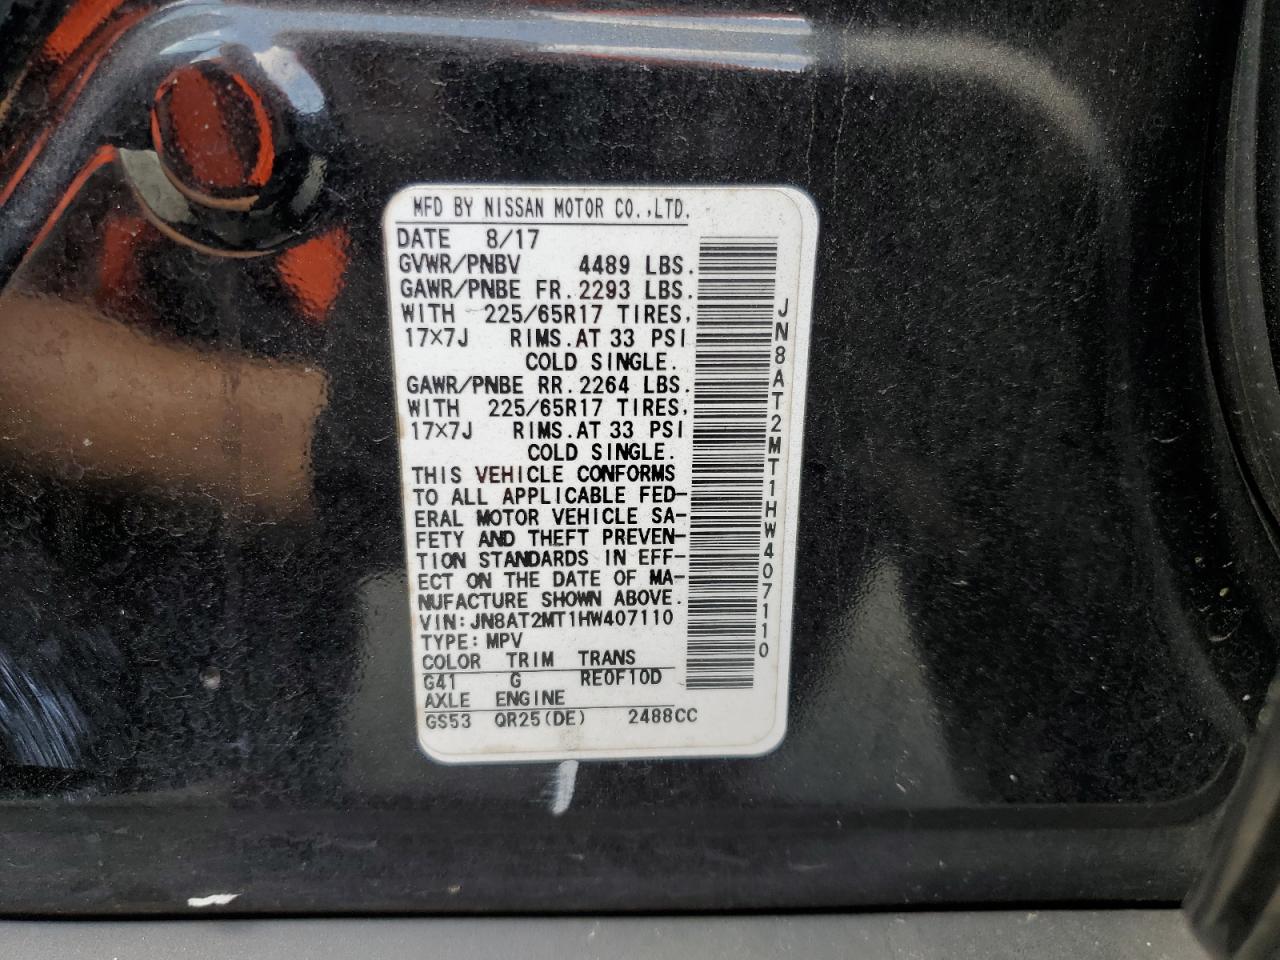 MFD BY NISSAN MOTOR CO.,LTD.
DATE 8/17
GVWR/PNBV 4489 LBS.
GAWR/PNBE FR. 2293 LBS.
WITH 225/65R17 TIRES,
17×7J RIMS.AT 33 PSI
COLD SINGLE.
GAWR/PNBE RR. 2264 LBS.
WITH 225/65R17 TIRES,
17×7J RIMS.AT 33 PSI
COLD SINGLE.
THIS VEHICLE CONFORMS
TO ALL APPLICABLE FED-
ERAL MOTOR VEHICLE SA-
FETY AND THEFT PREVEN-
TION STANDARDS IN EFF-
ECT ON THE DATE OF MA-
NUFACTURE SHOWN ABOVE.
VIN:JN8AT2MT1HW407110
TYPE:MPV
COLOR TRIM TRANS
G41 G RE0F10D
AXLE ENGINE
GS53 QR25(DE) 2488CC
JN8AT2MT1HW407110